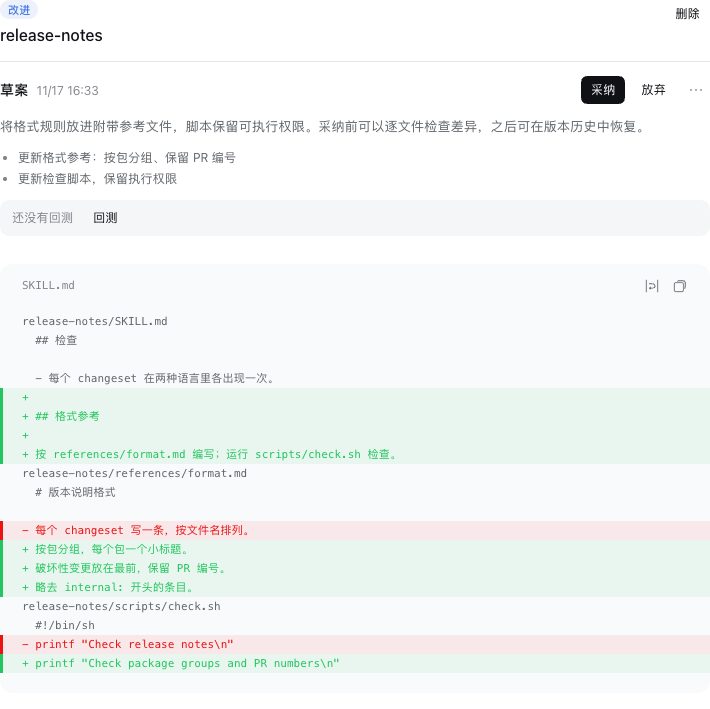 改进
删除
release-notes
草案 11/17 16:33 采纳 放弃 ···
将格式规则放进附带参考文件，脚本保留可执行权限。采纳前可以逐文件检查差异，之后可在版本历史中恢复。
• 更新格式参考：按包分组、保留 PR 编号
• 更新检查脚本，保留执行权限
还没有回测 回测
SKILL.md
release-notes/SKILL.md
## 检查
- 每个 changeset 在两种语言里各出现一次。
+
+ ## 格式参考
+
+ 按 references/format.md 编写；运行 scripts/check.sh 检查。
release-notes/references/format.md
# 版本说明格式
- 每个 changeset 写一条，按文件名排列。
+ 按包分组，每个包一个小标题。
+ 破坏性变更放在最前，保留 PR 编号。
+ 略去 internal: 开头的条目。
release-notes/scripts/check.sh
#!/bin/sh
- printf "Check release notes\n"
+ printf "Check package groups and PR numbers\n"